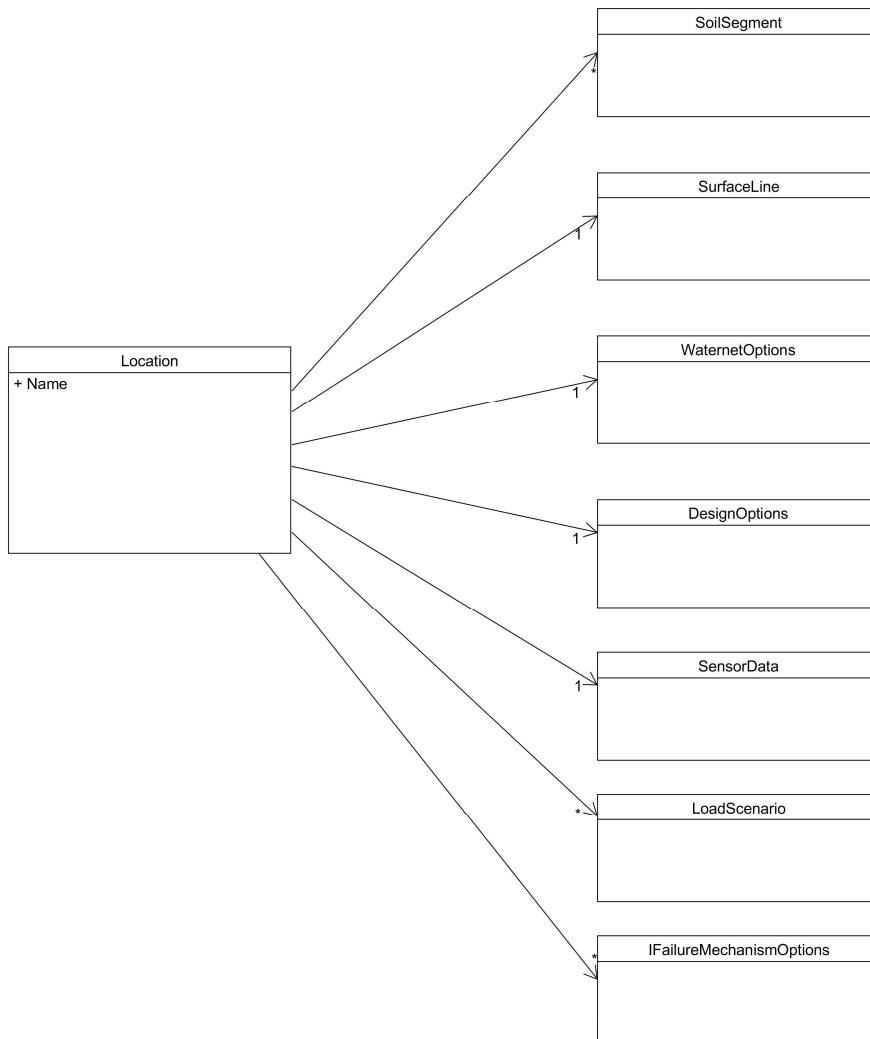 SoilSegment
*
SurfaceLine
1
WaternetOptions
1
Location
+ Name
DesignOptions
1
SensorData
1
LoadScenario
*
IFailureMechanismOptions
*